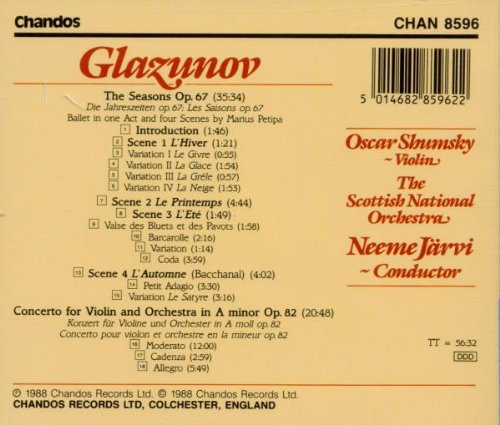 Chandos
CHAN 8596
Glazunov
The Seasons Op. 67 (35:34)
Die Jahreszeiten op. 67: Les Saisons op. 67
Ballet in one Act and four Scenes by Marius Petipa
1 Introduction (1:46)
2 Scene 1 L'Hiver (1:21)
3 Variation I Le Givre (0:55)
4 Variation II La Glace (1:54)
5 Variation III La Grêle (0:57)
6 Variation IV La Neige (1:53)
7 Scene 2 Le Printemps (4:44)
8 Scene 3 L'Eté (1:49)
9 Valse des Bluets et des Pavots (1:58)
10 Barcarolle (2:16)
11 Variation (1:14)
12 Coda (3:59)
13 Scene 4 L'Automne (Bacchanal) (4:02)
14 Petit Adagio (3:30)
15 Variation Le Satyre (3:16)
Concerto for Violin and Orchestra in A minor Op. 82 (20:48)
Konzert für Violine und Orchester in A moll op. 82
Concerto pour violon et orchestre en la mineur op. 82
16 Moderato (12:00)
17 Cadenza (2:59)
18 Allegro (5:49)
5 014682 859622
Oscar Shumsky
~ Violin
The
Scottish National
Orchestra
Neeme Järvi
~ Conductor
TT = 56:32
DDD
℗ 1988 Chandos Records Ltd. © 1988 Chandos Records Ltd.
CHANDOS RECORDS LTD, COLCHESTER, ENGLAND